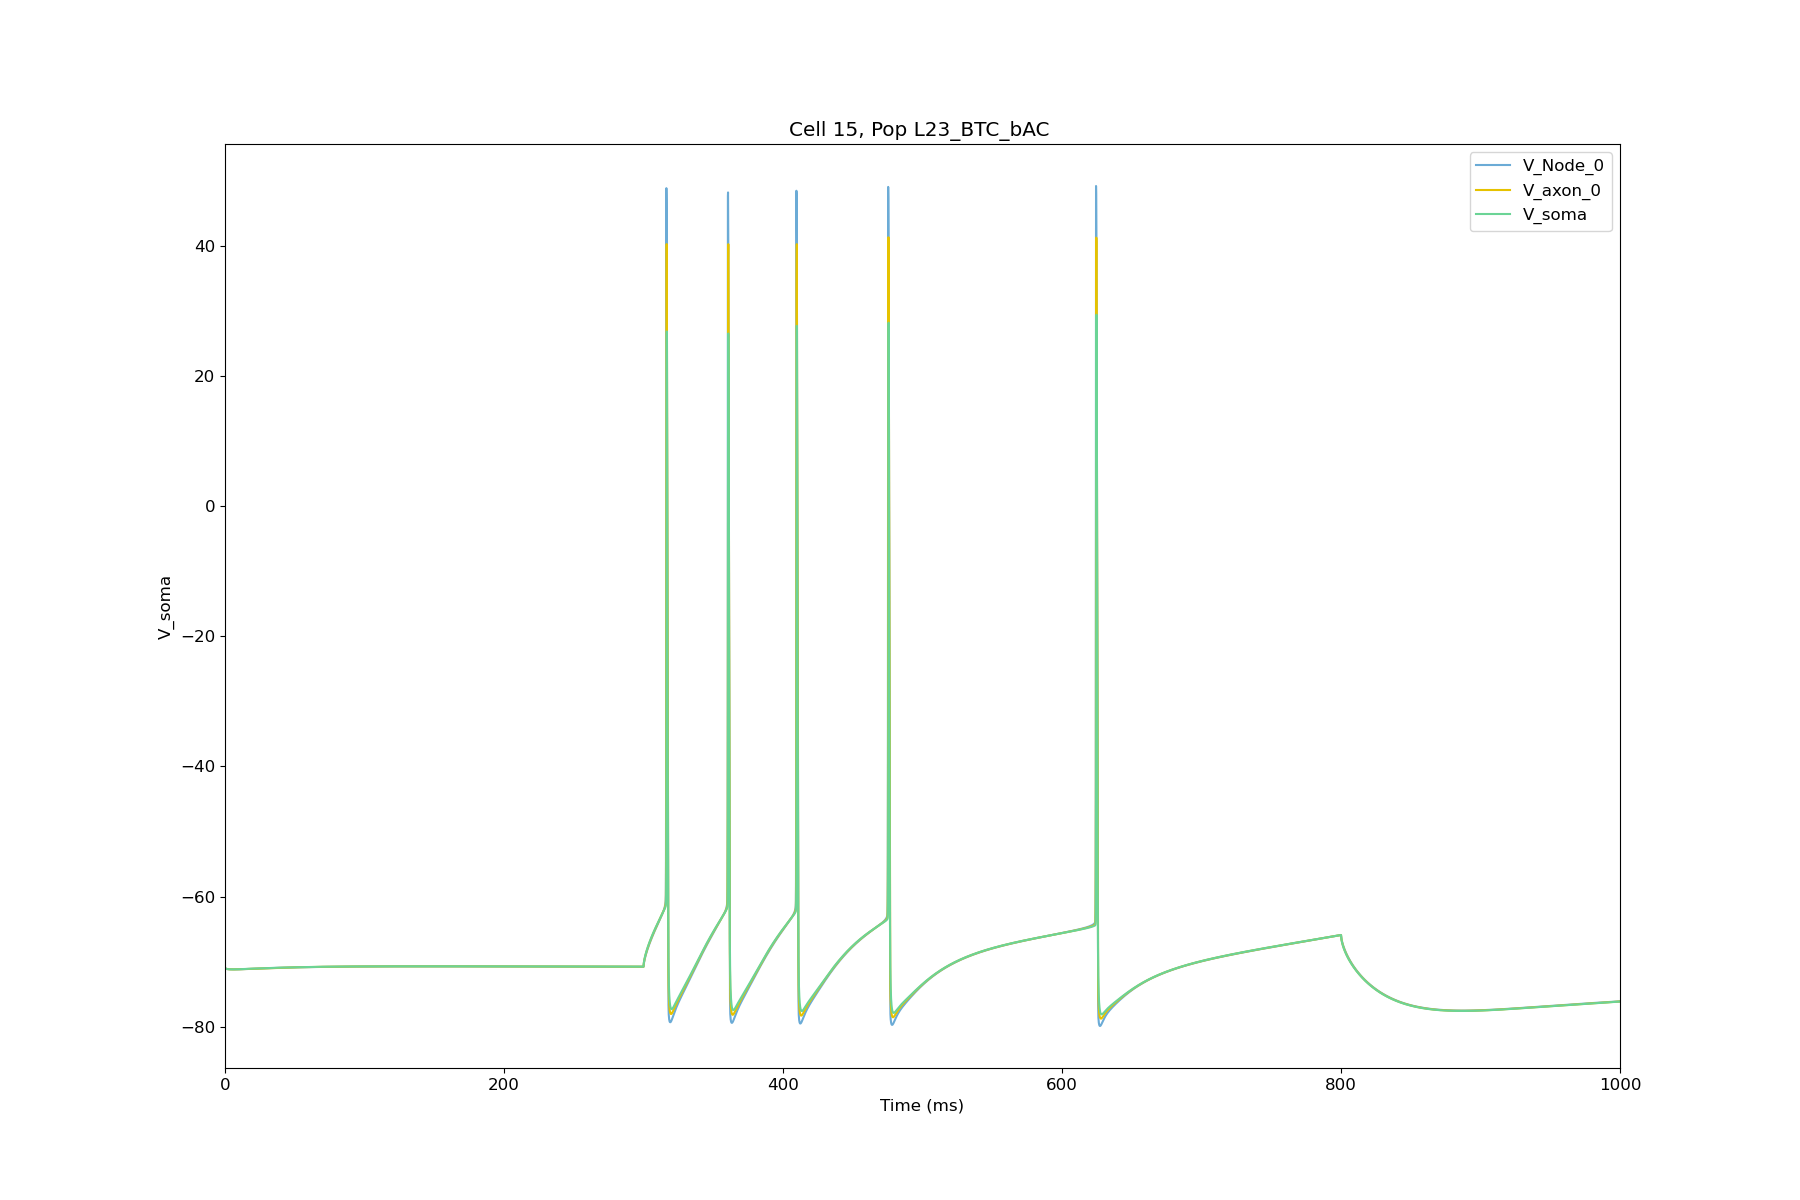 Cell 15, Pop L23_BTC_bAC
V_Node_0
V_axon_0
V_soma
40
20
0
−20
−40
−60
−80
V_soma
0 200 400 600 800 1000
Time (ms)